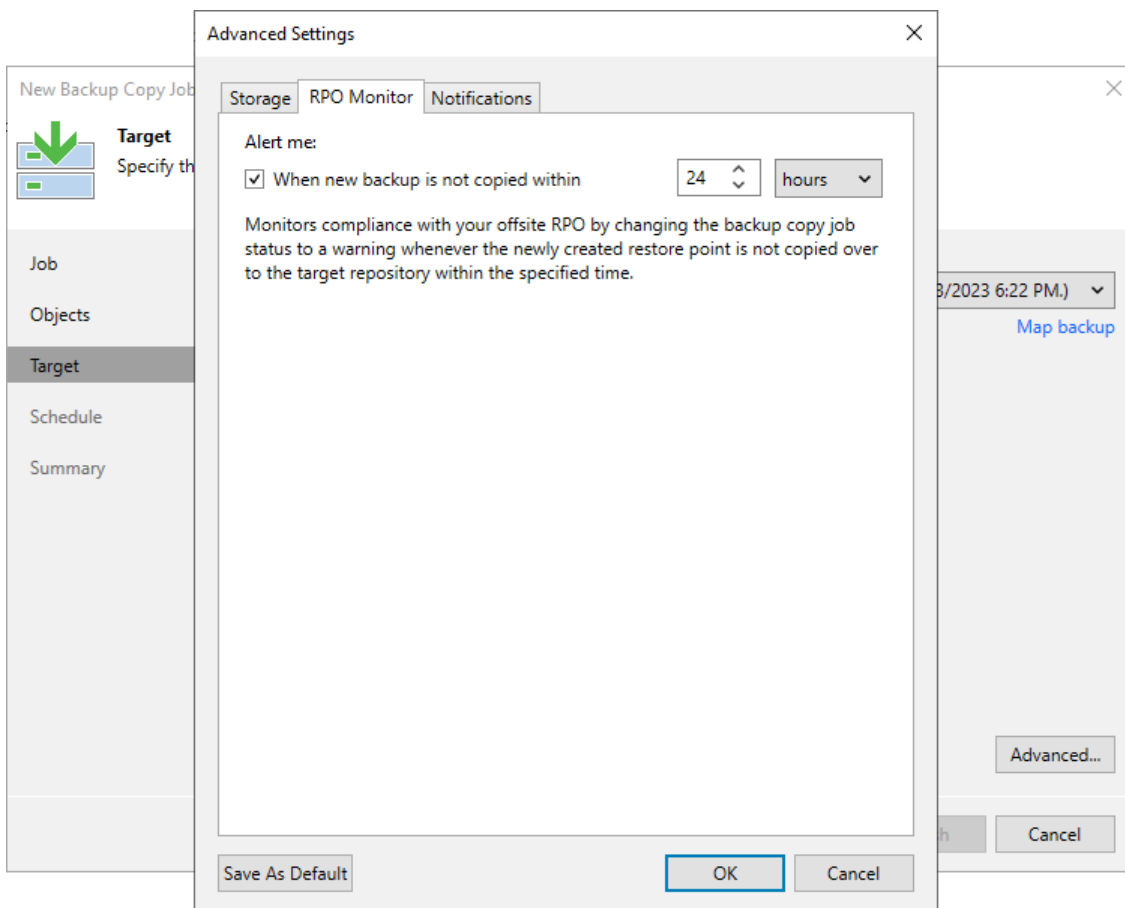 Advanced Settings
New Backup Copy Job
Target
Specify
Storage RPO Monitor Notifications
Alert me:
When new backup is not copied within 24 hours
Monitors compliance with your offsite RPO by changing the backup copy job
status to a warning whenever the newly created restore point is not copied over
to the target repository within the specified time.
Job
Objects
Target
Schedule
Summary
/2023 6:22 PM.)
Map backup
Advanced...
Cancel
Save As Default OK Cancel